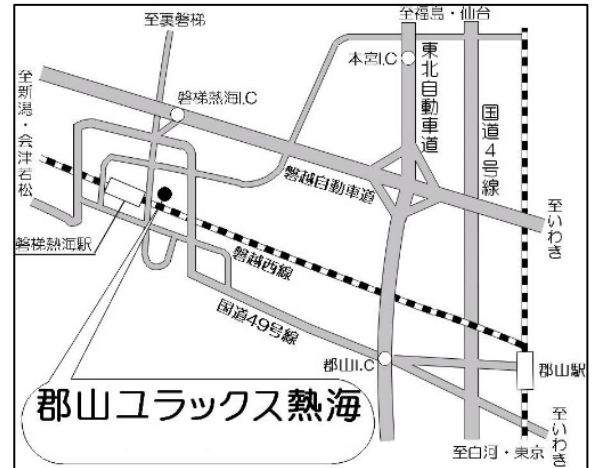 至裏磐梯
至福島・仙台
本宮I.C
東北自動車道
国道4号線
至新潟・会津若松
磐梯熱海I.C
磐越自動車道
至いわき
磐梯熱海駅
磐越西線
国道49号線
郡山I.C
郡山駅
郡山ユラックス熱海
至いわき
至白河・東京